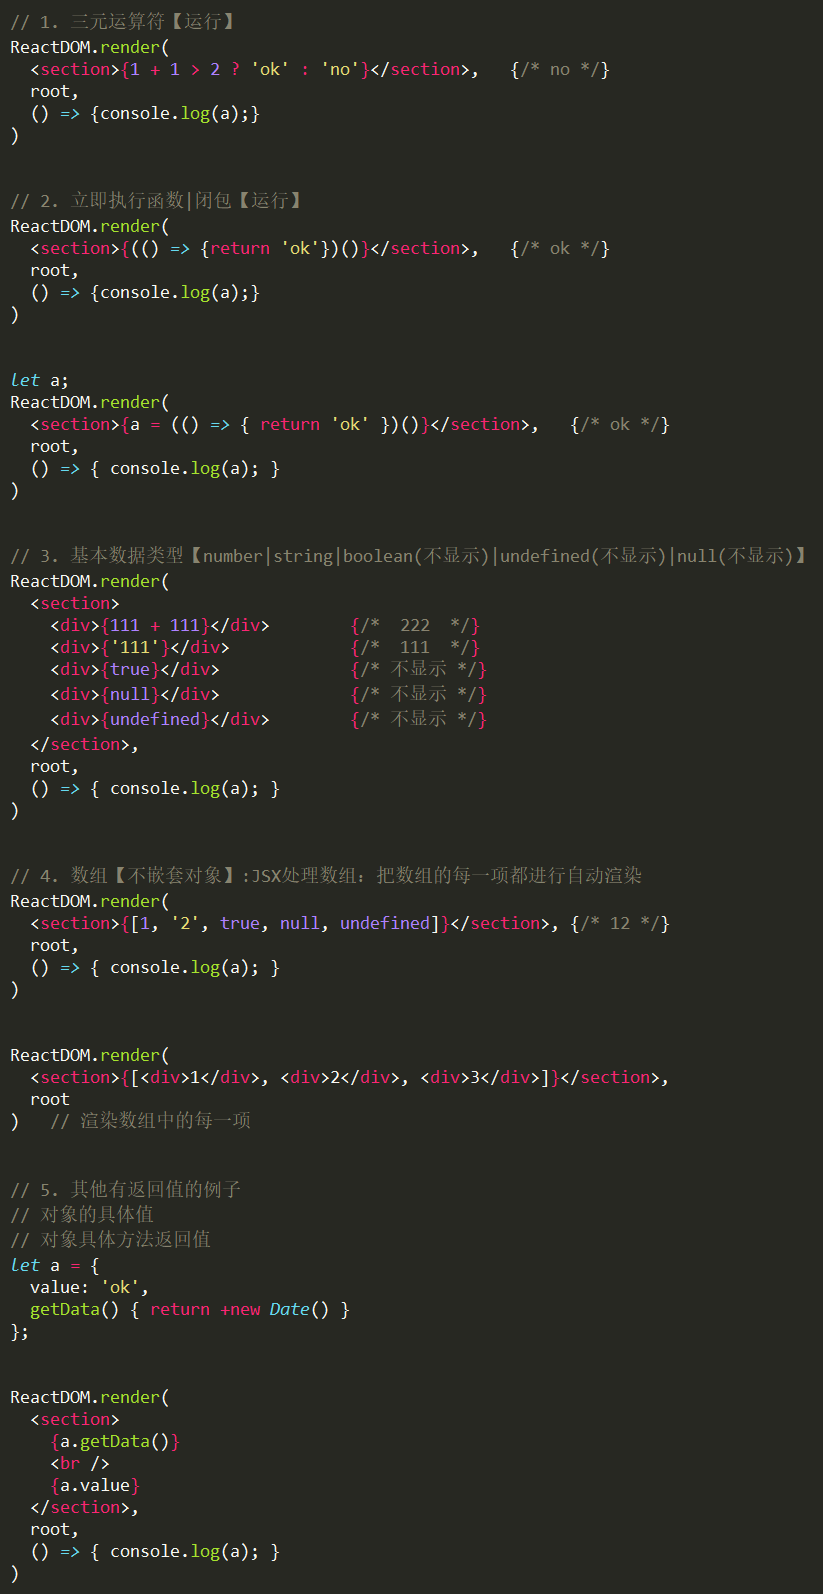 // 1. 三元运算符【运行】
ReactDOM.render(
  <section>{1 + 1 > 2 ? 'ok' : 'no'}</section>,   {/* no */}
  root,
  () => {console.log(a);}
)
// 2. 立即执行函数|闭包【运行】
ReactDOM.render(
  <section>{(() => {return 'ok'})()}</section>,   {/* ok */}
  root,
  () => {console.log(a);}
)
let a;
ReactDOM.render(
  <section>{a = (() => { return 'ok' })()}</section>,   {/* ok */}
  root,
  () => { console.log(a); }
)
// 3. 基本数据类型【number|string|boolean(不显示)|undefined(不显示)|null(不显示)】
ReactDOM.render(
  <section>
    <div>{111 + 111}</div>        {/*  222  */}
    <div>{'111'}</div>            {/*  111  */}
    <div>{true}</div>             {/* 不显示 */}
    <div>{null}</div>             {/* 不显示 */}
    <div>{undefined}</div>        {/* 不显示 */}
  </section>,
  root,
  () => { console.log(a); }
)
// 4. 数组【不嵌套对象】:JSX处理数组：把数组的每一项都进行自动渲染
ReactDOM.render(
  <section>{[1, '2', true, null, undefined]}</section>, {/* 12 */}
  root,
  () => { console.log(a); }
)
ReactDOM.render(
  <section>{[<div>1</div>, <div>2</div>, <div>3</div>]}</section>,
  root
)   // 渲染数组中的每一项
// 5. 其他有返回值的例子
// 对象的具体值
// 对象具体方法返回值
let a = {
  value: 'ok',
  getData() { return +new Date() }
};
ReactDOM.render(
  <section>
    {a.getData()}
    <br />
    {a.value}
  </section>,
  root,
  () => { console.log(a); }
)